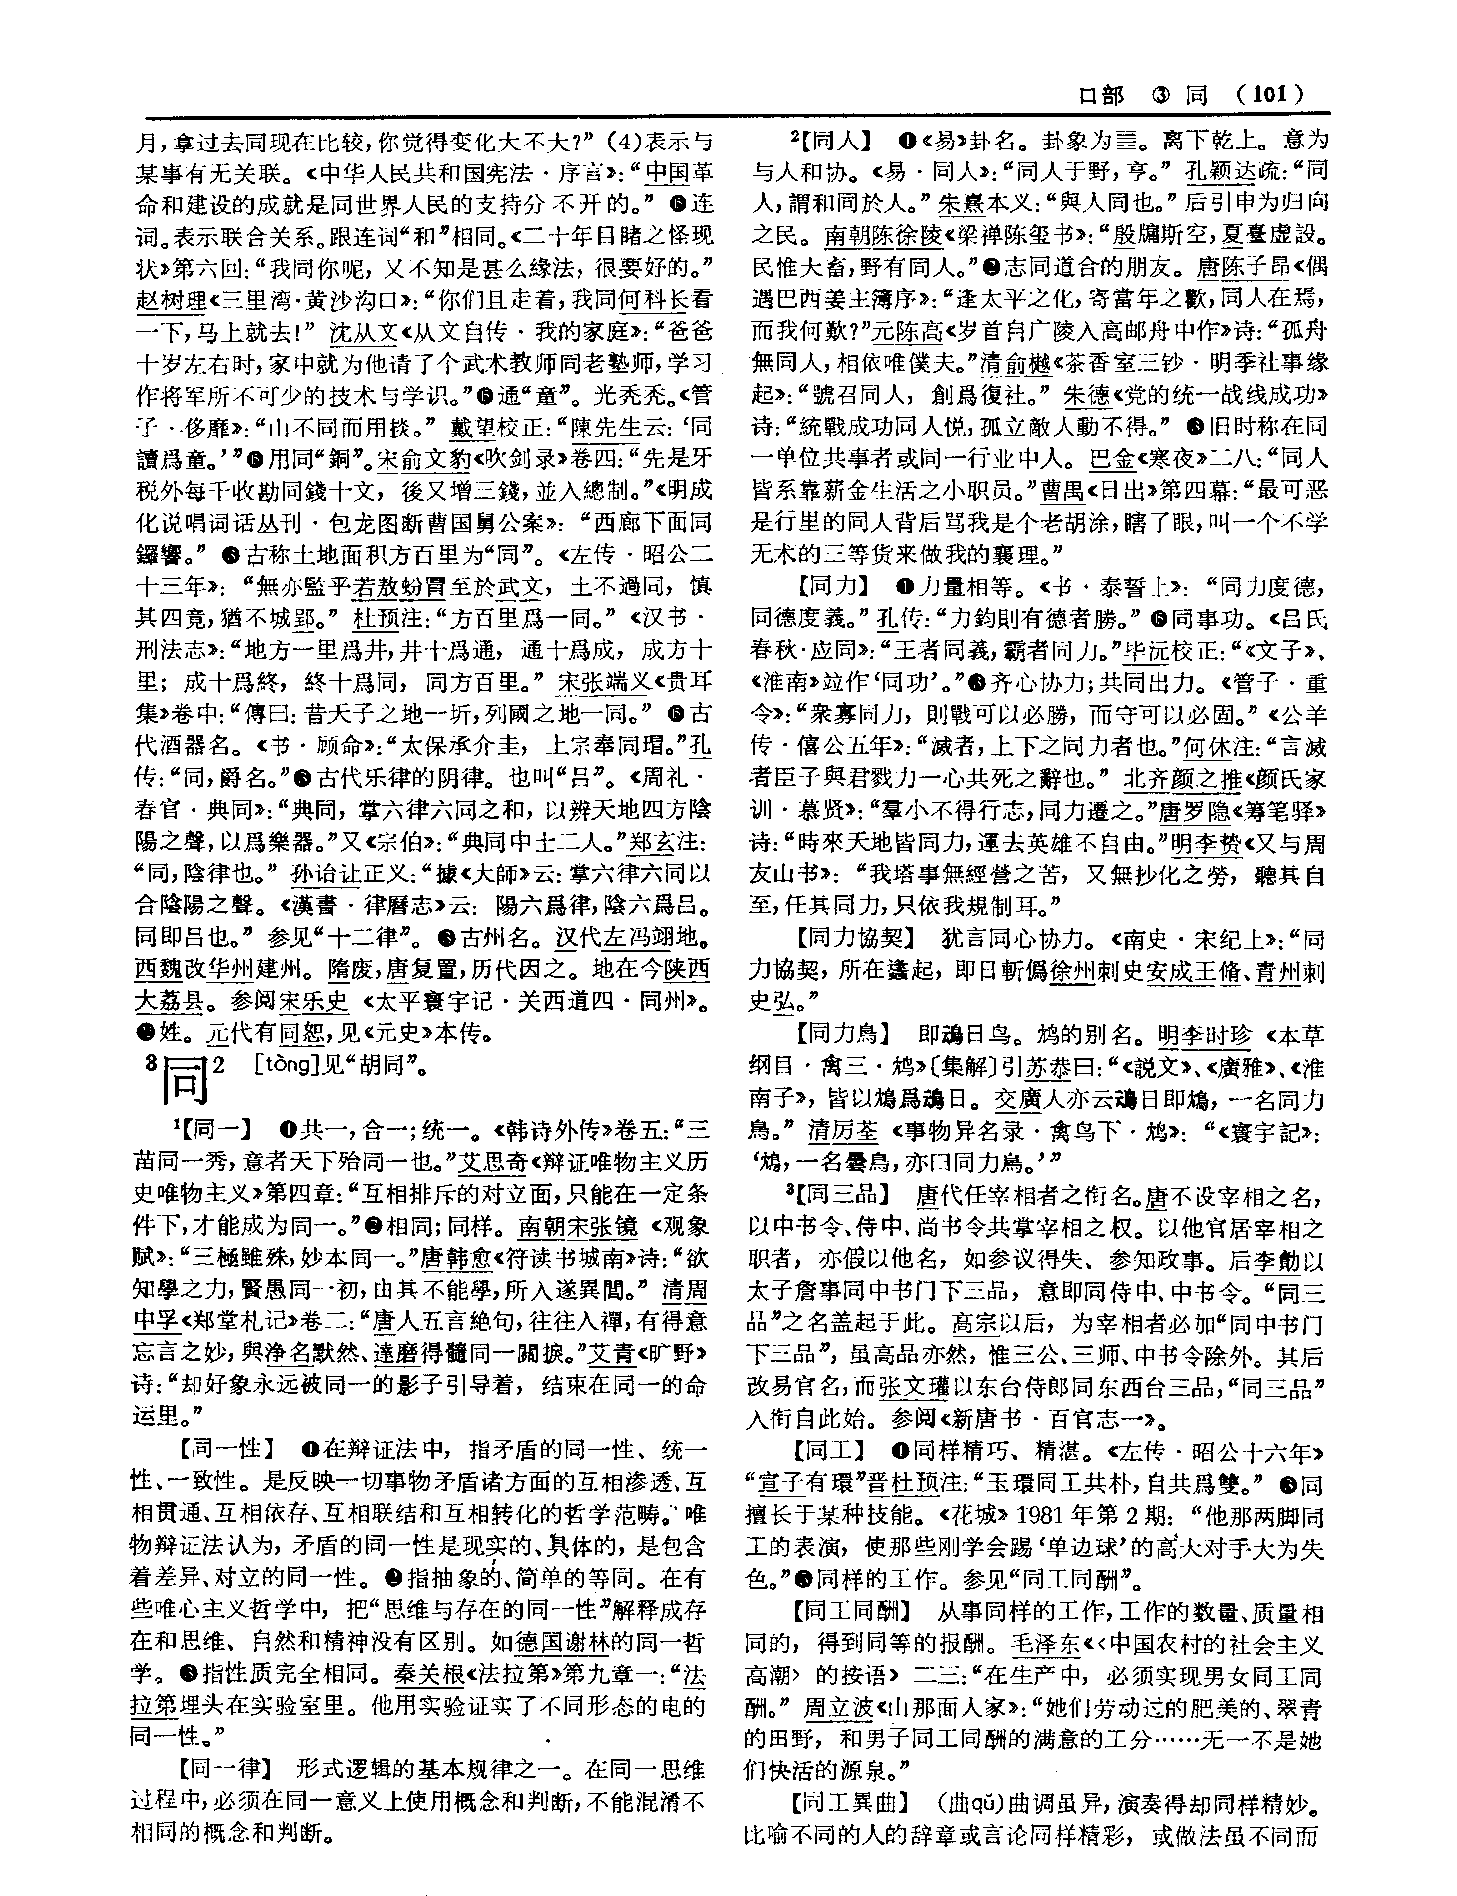 口部 ③ 同 (101)
月，拿过去同现在比较，你觉得变化大不大?” (4)表示与
某事有无关联。《中华人民共和国宪法·序言》：“中国革
命和建设的成就是同世界人民的支持分不开的。” ⓯连
词。表示联合关系。跟连词“和”相同。《二十年目睹之怪现
状》第六回：“我同你呢，又不知是甚么缘法，很要好的。”
赵树理《三里湾·黄沙沟口》：“你们且走着，我同何科长看
一下，马上就去!” 沈从文《从文自传·我的家庭》：“爸爸
十岁左右时，家中就为他请了个武术教师同老塾师，学习
作将军所不可少的技术与学识。”⓰通“童”。光秃秃。《管
子·侈靡》：“山不同而用掞。” 戴望校正：“陳先生云：‘同
讀爲童。’”⓱用同“銅”。宋俞文豹《吹剑录》卷四：“先是牙
税外每千收勘同錢十文，後又增三錢，並入總制。”《明成
化说唱词话丛刊·包龙图断曹国舅公案》：“西廊下面同
鑼響。” ⓲古称土地面积方百里为“同”。《左传·昭公二
十三年》：“無亦監乎若敖蚡冒至於武文，土不過同，慎
其四竟，猶不城郢。” 杜预注：“方百里爲一同。”《汉书·
刑法志》：“地方一里爲井，井十爲通，通十爲成，成方十
里；成十爲終，終十爲同，同方百里。” 宋张端义《贵耳
集》卷中：“傳曰：昔天子之地一圻，列國之地一同。” ⓳古
代酒器名。《书·顾命》：“太保承介圭，上宗奉同瑁。”孔
传：“同，爵名。”⓴古代乐律的阴律。也叫“吕”。《周礼·
春官·典同》：“典同，掌六律六同之和，以辨天地四方陰
陽之聲，以爲樂器。”又《宗伯》：“典同中士二人。”郑玄注：
“同，陰律也。” 孙诒让正义：“據《大師》云：掌六律六同以
合陰陽之聲。《漢書·律曆志》云：陽六爲律，陰六爲吕。
同即吕也。” 参见“十二律”。㉑古州名。汉代左冯翊地。
西魏改华州建州。隋废，唐复置，历代因之。地在今陕西
大荔县。参阅宋乐史《太平寰宇记·关西道四·同州》。
㉒姓。元代有同恕，见《元史》本传。
³同₂ [tòng]见“胡同”。
¹【同一】 ❶共一，合一；统一。《韩诗外传》卷五：“三
苗同一秀，意者天下殆同一也。”艾思奇《辩证唯物主义历
史唯物主义》第四章：“互相排斥的对立面，只能在一定条
件下，才能成为同一。”❷相同；同样。南朝宋张镜《观象
赋》：“三極雖殊，妙本同一。”唐韩愈《符读书城南》诗：“欲
知學之力，賢愚同一初，由其不能學，所入遂異閭。” 清周
中孚《郑堂札记》卷二：“唐人五言絶句，往往入禪，有得意
忘言之妙，與净名默然、達磨得髓同一關捩。”艾青《旷野》
诗：“却好象永远被同一的影子引导着，结束在同一的命
运里。”
【同一性】 ❶在辩证法中，指矛盾的同一性、统一
性、一致性。是反映一切事物矛盾诸方面的互相渗透、互
相贯通、互相依存、互相联结和互相转化的哲学范畴。唯
物辩证法认为，矛盾的同一性是现实的、具体的，是包含
着差异、对立的同一性。❷指抽象的、简单的等同。在有
些唯心主义哲学中，把“思维与存在的同一性”解释成存
在和思维、自然和精神没有区别。如德国谢林的同一哲
学。❸指性质完全相同。秦关根《法拉第》第九章一：“法
拉第埋头在实验室里。他用实验证实了不同形态的电的
同一性。”
【同一律】 形式逻辑的基本规律之一。在同一思维
过程中，必须在同一意义上使用概念和判断，不能混淆不
相同的概念和判断。
²【同人】 ❶《易》卦名。卦象为䷌。离下乾上。意为
与人和协。《易·同人》：“同人于野，亨。” 孔颖达疏：“同
人，謂和同於人。”朱熹本义：“與人同也。”后引申为归向
之民。南朝陈徐陵《梁禅陈玺书》：“殷牖斯空，夏臺虚設。
民惟大畜，野有同人。”❷志同道合的朋友。唐陈子昂《偶
遇巴西姜主簿序》：“逢太平之化，寄當年之歡，同人在焉，
而我何歎?”元陈高《岁首自广陵入高邮舟中作》诗：“孤舟
無同人，相依唯僕夫。”清俞樾《茶香室三钞·明季社事缘
起》：“號召同人，創爲復社。” 朱德《党的统一战线成功》
诗：“統戰成功同人悦，孤立敵人動不得。” ❸旧时称在同
一单位共事者或同一行业中人。巴金《寒夜》二八：“同人
皆系靠薪金生活之小职员。”曹禺《日出》第四幕：“最可恶
是行里的同人背后骂我是个老胡涂，瞎了眼，叫一个不学
无术的三等货来做我的襄理。”
【同力】 ❶力量相等。《书·泰誓上》：“同力度德，
同德度義。”孔传：“力鈞則有德者勝。” ❷同事功。《吕氏
春秋·应同》：“王者同義，霸者同力。”毕沅校正：“《文子》、
《淮南》竝作‘同功’。”❸齐心协力；共同出力。《管子·重
令》：“衆寡同力，則戰可以必勝，而守可以必固。”《公羊
传·僖公五年》：“滅者，上下之同力者也。”何休注：“言滅
者臣子與君戮力一心共死之辭也。” 北齐颜之推《颜氏家
训·慕贤》：“羣小不得行志，同力遷之。”唐罗隐《筹笔驿》
诗：“時來天地皆同力，運去英雄不自由。”明李贽《又与周
友山书》：“我塔事無經營之苦，又無抄化之勞，聽其自
至，任其同力，只依我規制耳。”
【同力協契】 犹言同心协力。《南史·宋纪上》：“同
力協契，所在蠭起，即日斬僞徐州刺史安成王脩、青州刺
史弘。”
【同力鳥】 即鴆日鸟。鸩的别名。明李时珍《本草
纲目·禽三·鸩》〔集解〕引苏恭曰：“《説文》、《廣雅》、《淮
南子》，皆以鴆爲鴆日。交廣人亦云鴆日即鴆，一名同力
鳥。” 清厉荃《事物异名录·禽鸟下·鸩》：“《寰宇記》：
‘鴆，一名曇鳥，亦曰同力鳥。’”
³【同三品】 唐代任宰相者之衔名。唐不设宰相之名，
以中书令、侍中、尚书令共掌宰相之权。以他官居宰相之
职者，亦假以他名，如参议得失、参知政事。后李勣以
太子詹事同中书门下三品，意即同侍中、中书令。“同三
品”之名盖起于此。高宗以后，为宰相者必加“同中书门
下三品”，虽高品亦然，惟三公、三师、中书令除外。其后
改易官名，而张文瓘以东台侍郎同东西台三品，“同三品”
入衔自此始。参阅《新唐书·百官志一》。
【同工】 ❶同样精巧、精湛。《左传·昭公十六年》
“宣子有環”晋杜预注：“玉環同工共朴，自共爲雙。” ❷同
擅长于某种技能。《花城》1981年第2期：“他那两脚同
工的表演，使那些刚学会踢‘单边球’的高大对手大为失
色。”❸同样的工作。参见“同工同酬”。
【同工同酬】 从事同样的工作，工作的数量、质量相
同的，得到同等的报酬。毛泽东《〈中国农村的社会主义
高潮〉的按语》二三：“在生产中，必须实现男女同工同
酬。” 周立波《山那面人家》：“她们劳动过的肥美的、翠青
的田野，和男子同工同酬的满意的工分……无一不是她
们快活的源泉。”
【同工異曲】 （曲qǔ）曲调虽异，演奏得却同样精妙。
比喻不同的人的辞章或言论同样精彩，或做法虽不同而